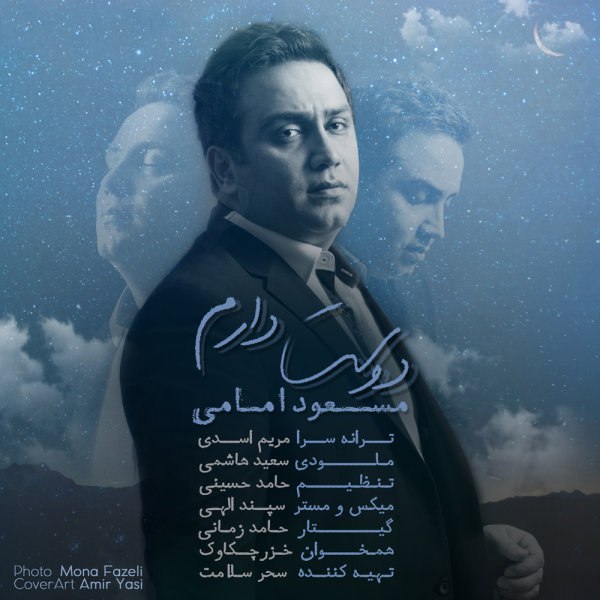 دوستت دارم
مسعود امامی
ترانه سرا مریم اسدی
ملودی سعید هاشمی
تنظیم حامد حسینی
میکس و مستر سپند الهی
گیتار حامد زمانی
همخوان خزر چکاوک
تهیه کننده سحر سلامت
Photo Mona Fazeli
CoverArt Amir Yasi